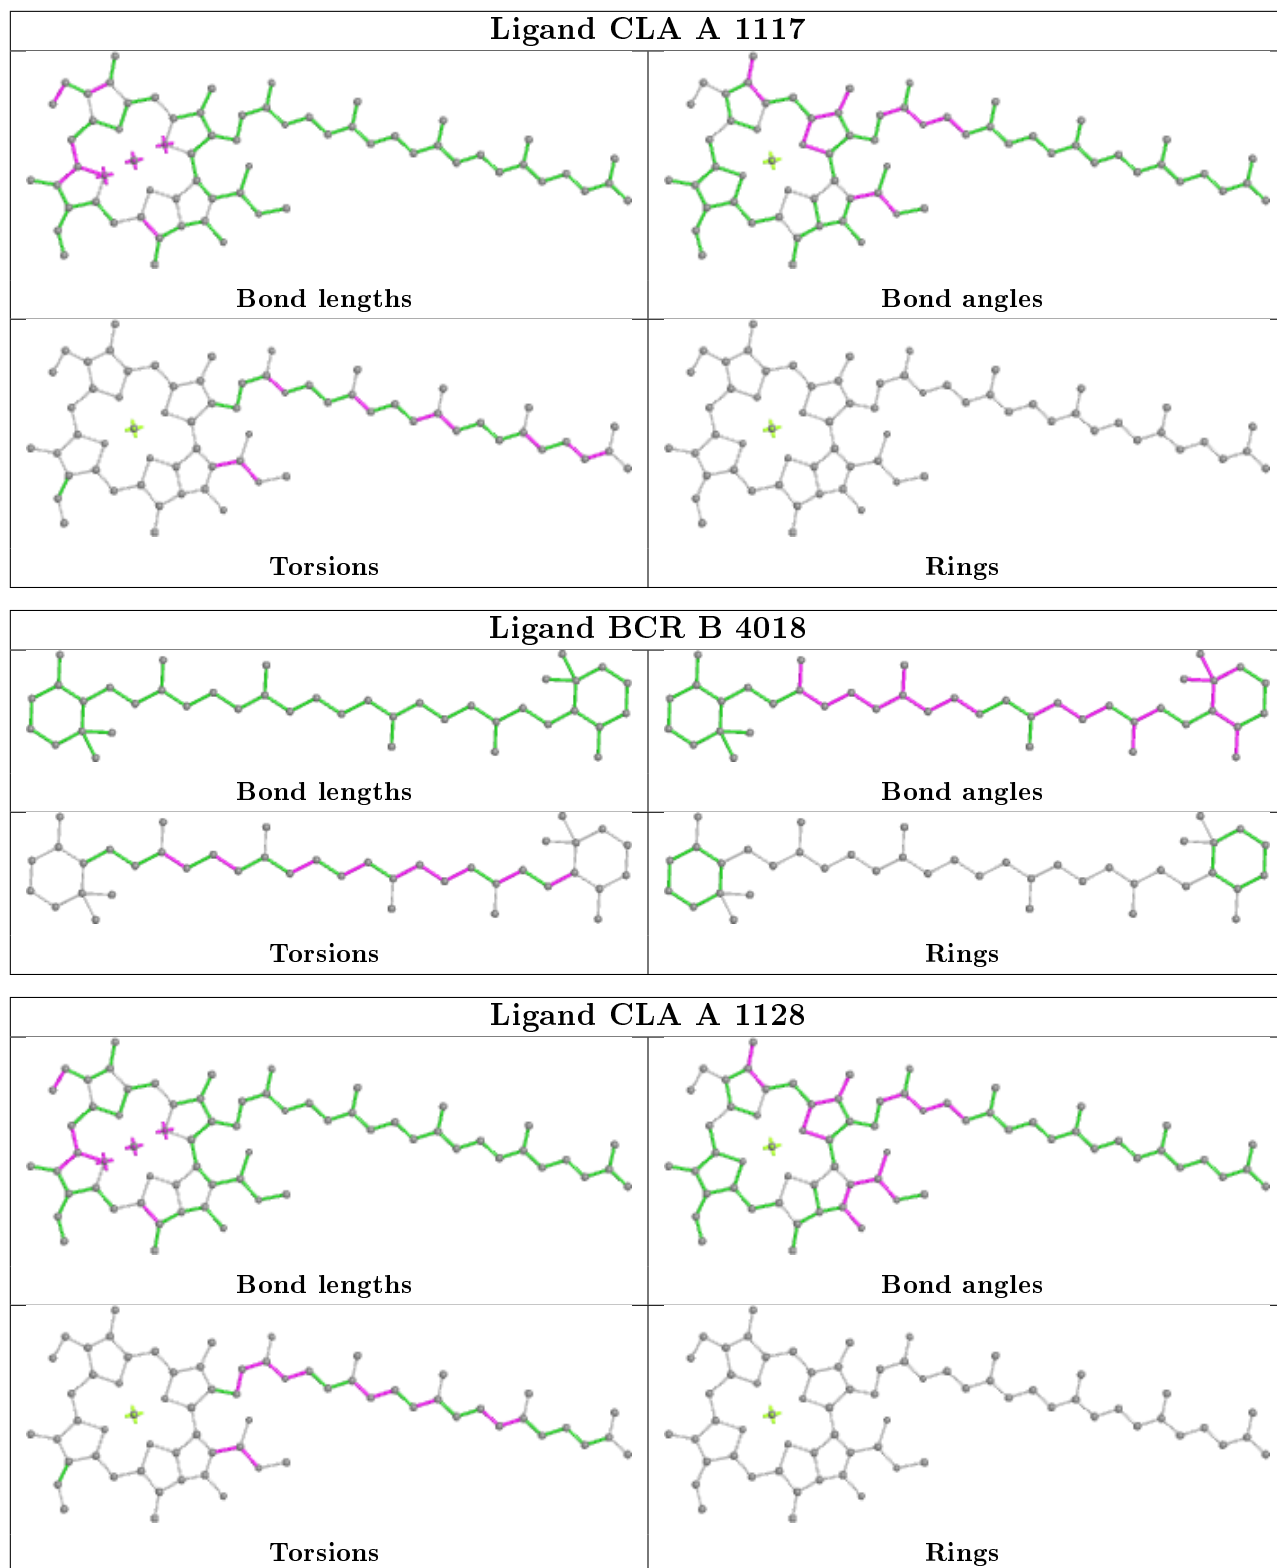 Ligand CLA A 1117
Bond lengths
Bond angles
Torsions
Rings
Ligand BCR B 4018
Bond lengths
Bond angles
Torsions
Rings
Ligand CLA A 1128
Bond lengths
Bond angles
Torsions
Rings